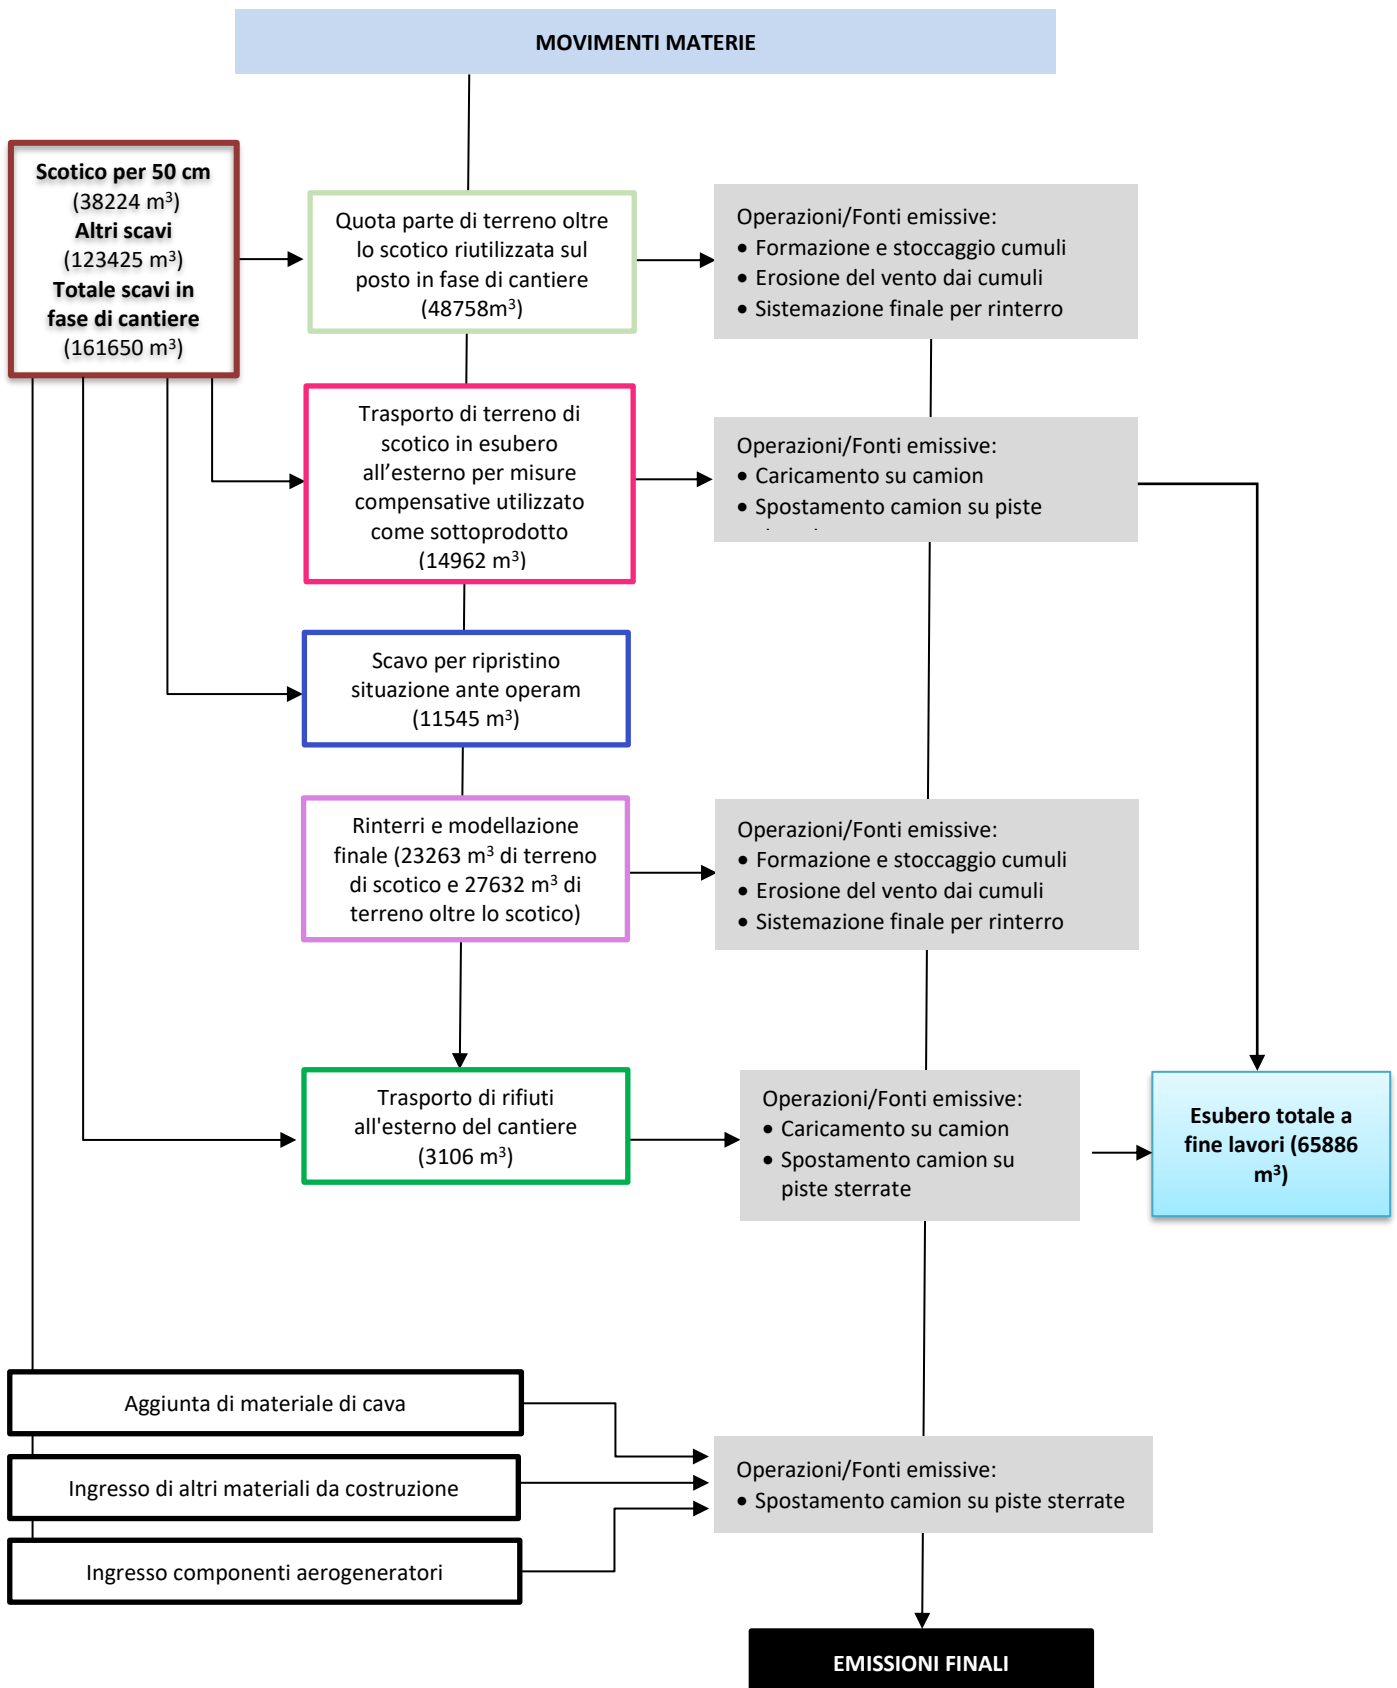 MOVIMENTI MATERIE
Scotico per 50 cm
(38224 m³)
Altri scavi
(123425 m³)
Totale scavi in
fase di cantiere
(161650 m³)
Quota parte di terreno oltre
lo scotico riutilizzata sul
posto in fase di cantiere
(48758m³)
Operazioni/Fonti emissive:
• Formazione e stoccaggio cumuli
• Erosione del vento dai cumuli
• Sistemazione finale per rinterro
Trasporto di terreno di
scotico in esubero
all’esterno per misure
compensative utilizzato
come sottoprodotto
(14962 m³)
Operazioni/Fonti emissive:
• Caricamento su camion
• Spostamento camion su piste
Scavo per ripristino
situazione ante operam
(11545 m³)
Rinterri e modellazione
finale (23263 m³ di terreno
di scotico e 27632 m³ di
terreno oltre lo scotico)
Operazioni/Fonti emissive:
• Formazione e stoccaggio cumuli
• Erosione del vento dai cumuli
• Sistemazione finale per rinterro
Trasporto di rifiuti
all'esterno del cantiere
(3106 m³)
Operazioni/Fonti emissive:
• Caricamento su camion
• Spostamento camion su
piste sterrate
Esubero totale a
fine lavori (65886
m³)
Aggiunta di materiale di cava
Ingresso di altri materiali da costruzione
Ingresso componenti aerogeneratori
Operazioni/Fonti emissive:
• Spostamento camion su piste sterrate
EMISSIONI FINALI